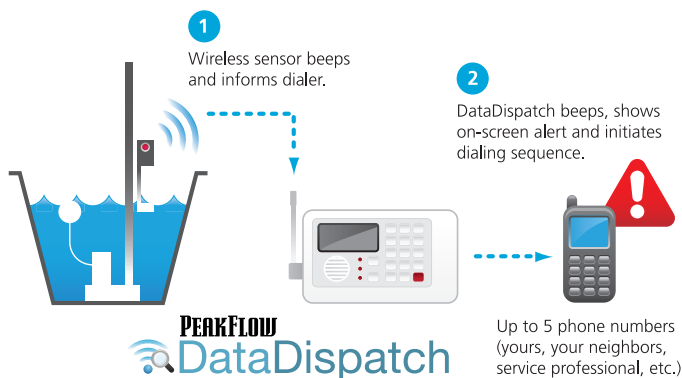 1
Wireless sensor beeps
and informs dialer.
2
DataDispatch beeps, shows
on-screen alert and initiates
dialing sequence.
PEAKFLOW
DataDispatch
Up to 5 phone numbers
(yours, your neighbors,
service professional, etc.)